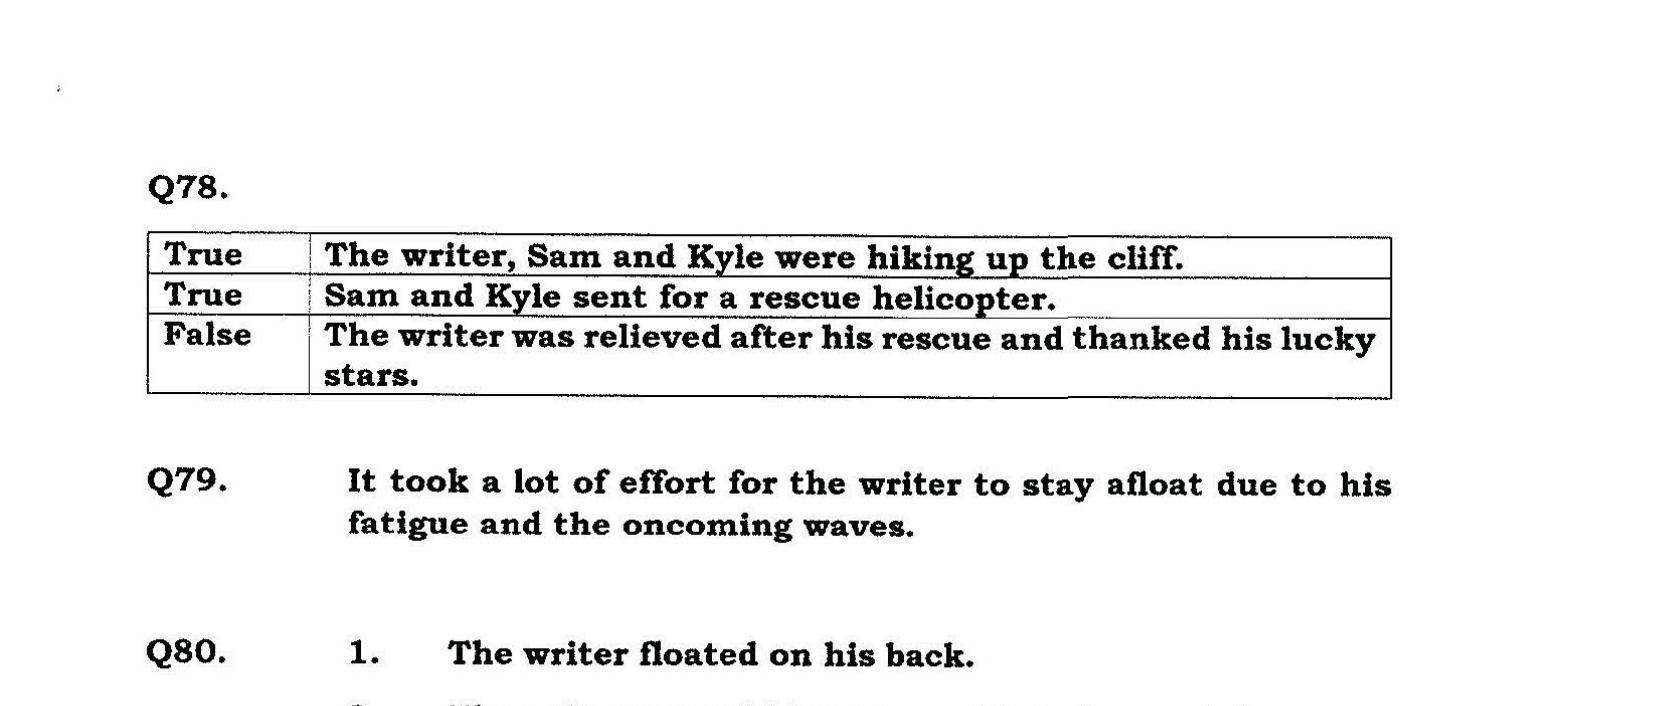 Q78.
True The writer, Sam and Kyle were hiking up the cliff.
True Sam and Kyle sent for a rescue helicopter.
False The writer was relieved after his rescue and thanked his lucky
stars.
Q79. It took a lot of effort for the writer to stay afloat due to his
fatigue and the oncoming waves.
Q80. 1. The writer floated on his back.